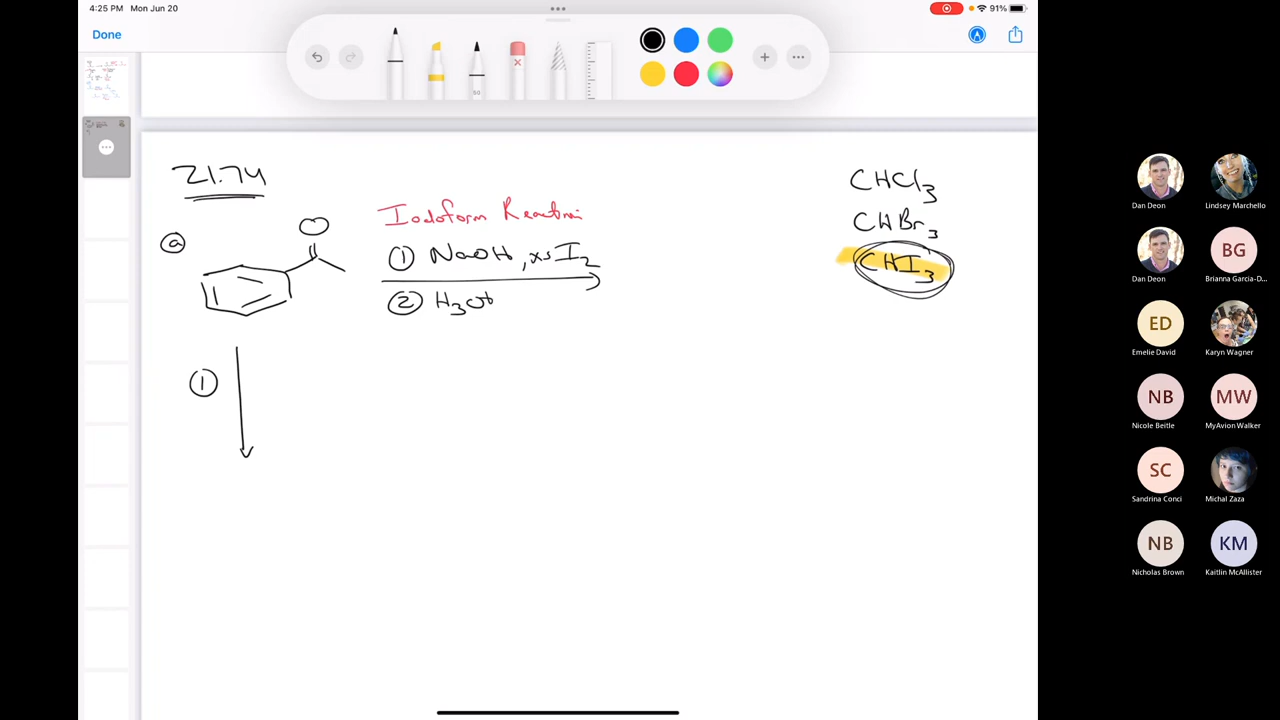 4:25 PM Mon Jun 20
91%
Done
50
21.74
CHCl3
CHBr3
CHI3
Iodoform Reaction
a
O
① NaOH, xs I2
② H3O+
①
Dan Deon
Lindsey Marchello
Dan Deon
BG
Brianna Garcia-D...
ED
Emelie David
Karyn Wagner
NB
Nicole Beitle
MW
MyAvion Walker
SC
Sandrina Conci
Michal Zaza
NB
Nicholas Brown
KM
Kaitlin McAllister